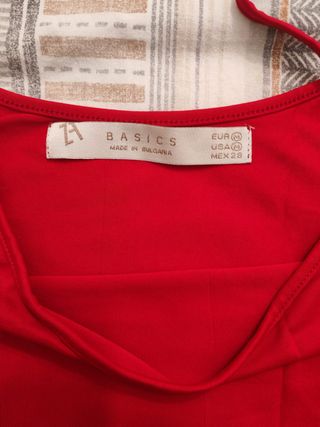 BASICS
MADE IN BULGARIA
EUR M
USA M
MEX 28